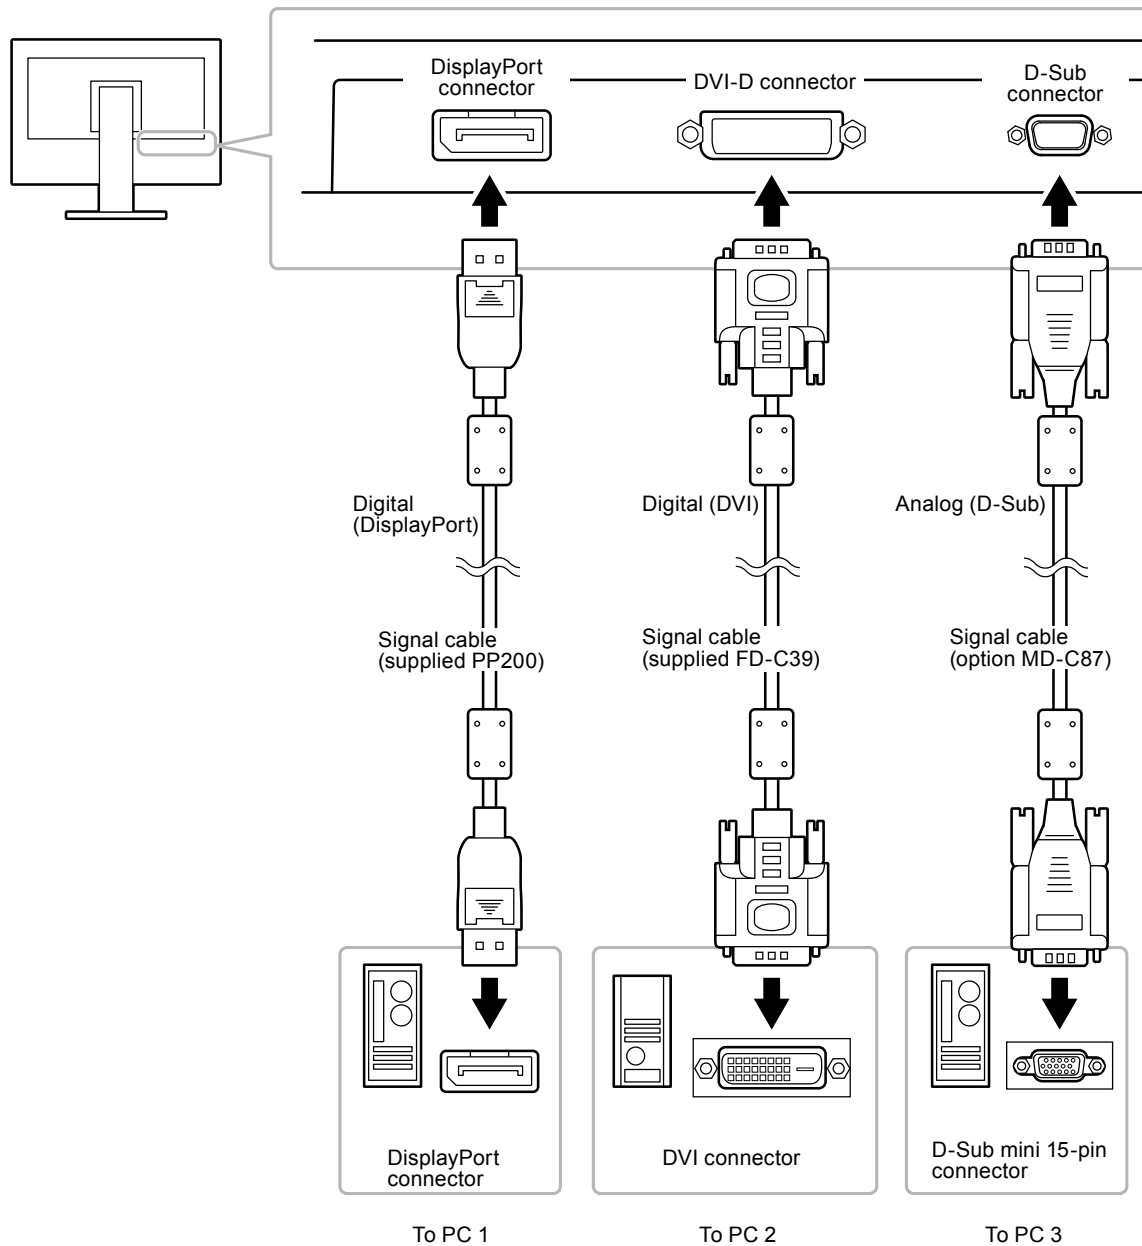 DisplayPort
connector
DVI-D connector
D-Sub
connector
Digital
(DisplayPort)
Digital (DVI)
Analog (D-Sub)
Signal cable
(supplied PP200)
Signal cable
(supplied FD-C39)
Signal cable
(option MD-C87)
DisplayPort
connector
DVI connector
D-Sub mini 15-pin
connector
To PC 1
To PC 2
To PC 3